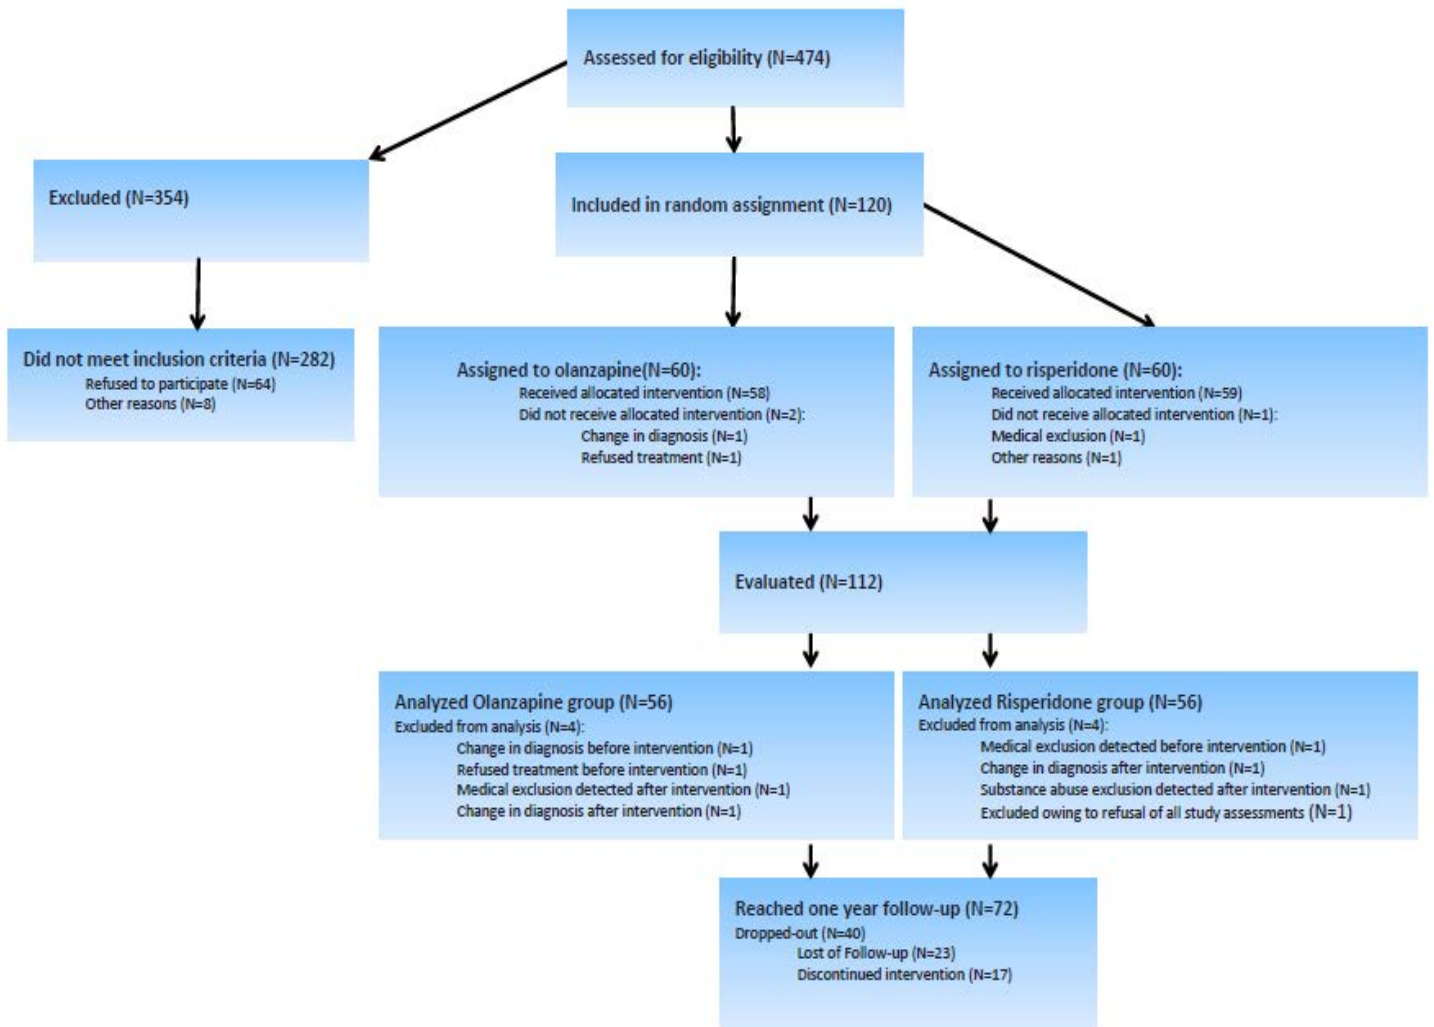 Assessed for eligibility (N=474)
Excluded (N=354)
Included in random assignment (N=120)
Did not meet inclusion criteria (N=282)
Refused to participate (N=64)
Other reasons (N=8)
Assigned to olanzapine(N=60):
Received allocated intervention (N=58)
Did not receive allocated intervention (N=2):
Change in diagnosis (N=1)
Refused treatment (N=1)
Assigned to risperidone (N=60):
Received allocated intervention (N=59)
Did not receive allocated intervention (N=1):
Medical exclusion (N=1)
Other reasons (N=1)
Evaluated (N=112)
Analyzed Olanzapine group (N=56)
Excluded from analysis (N=4):
Change in diagnosis before intervention (N=1)
Refused treatment before intervention (N=1)
Medical exclusion detected after intervention (N=1)
Change in diagnosis after intervention (N=1)
Analyzed Risperidone group (N=56)
Excluded from analysis (N=4):
Medical exclusion detected before intervention (N=1)
Change in diagnosis after intervention (N=1)
Substance abuse exclusion detected after intervention (N=1)
Excluded owing to refusal of all study assessments (N=1)
Reached one year follow-up (N=72)
Dropped-out (N=40)
Lost of Follow-up (N=23)
Discontinued intervention (N=17)